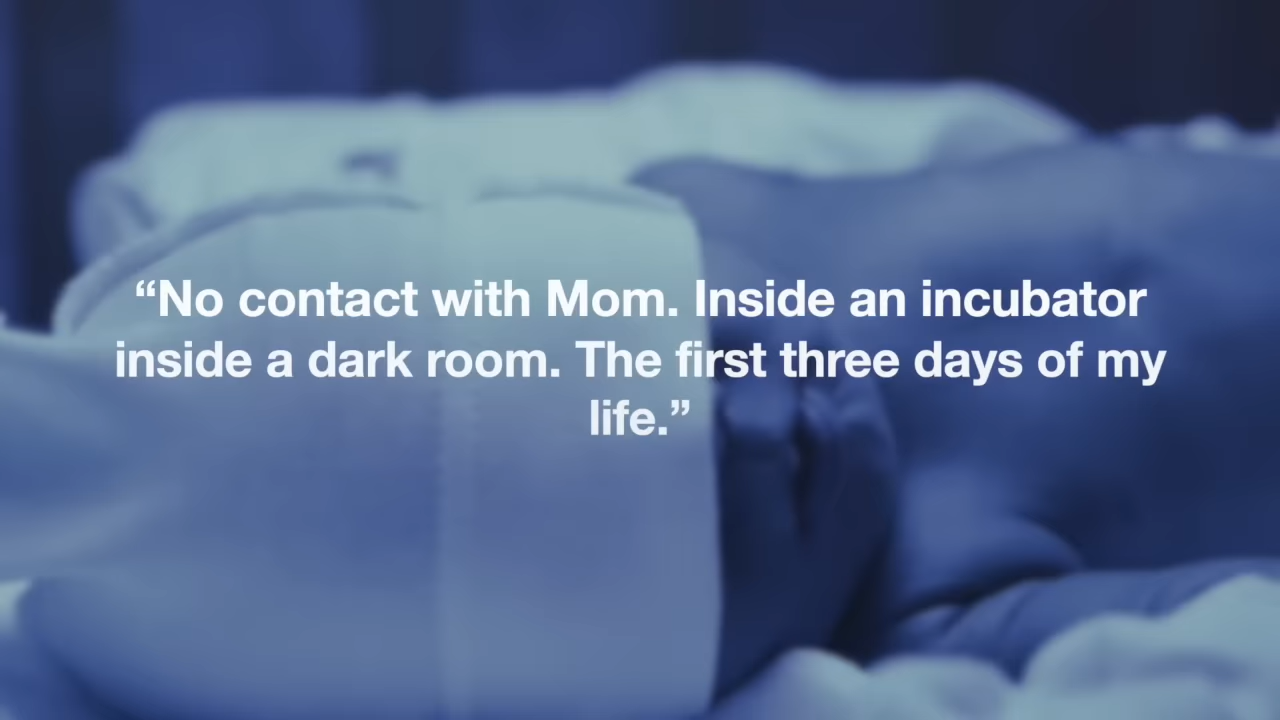 “No contact with Mom. Inside an incubator
inside a dark room. The first three days of my
life.”